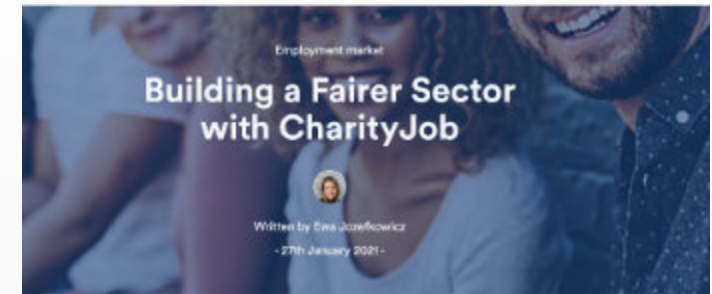 Employment market
Building a Fairer Sector
with CharityJob
Written by Ewa Jozefkowicz
- 27th January 2021 -